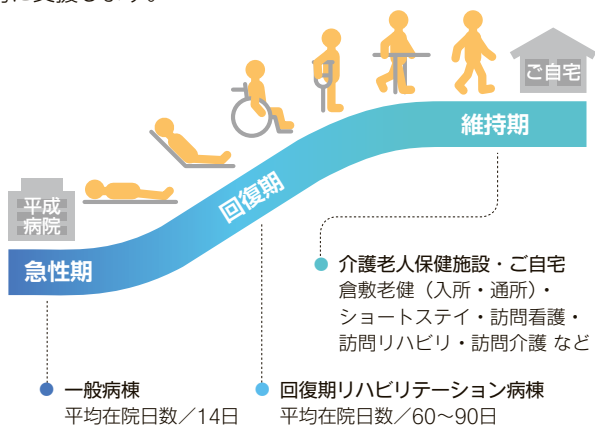 ご自宅
維持期
回復期
平成
病院
急性期
介護老人保健施設・ご自宅
倉敷老健（入所・通所）・
ショートステイ・訪問看護・
訪問リハビリ・訪問介護 など
一般病棟
平均在院日数／14日
回復期リハビリテーション病棟
平均在院日数／60〜90日